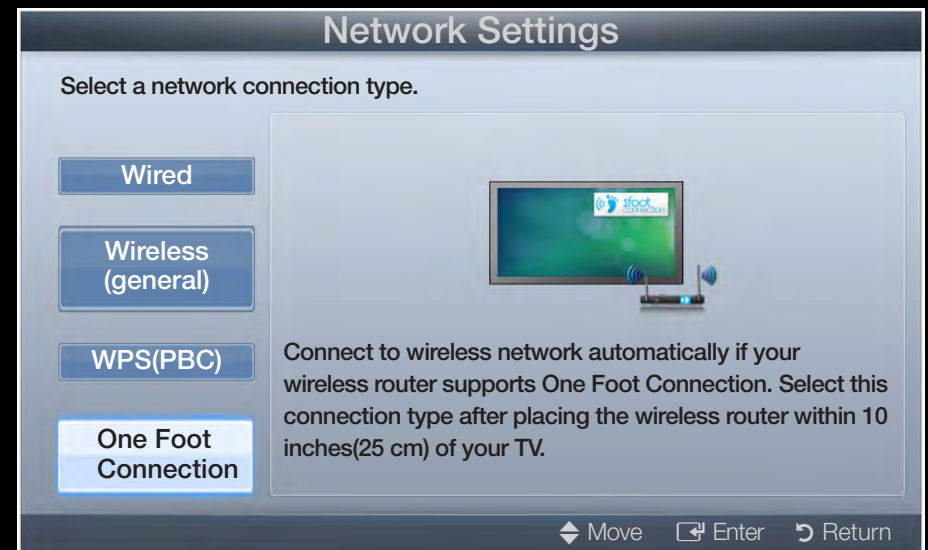 Network Settings
Select a network connection type.
Wired
Wireless
(general)
WPS(PBC)
One Foot
Connection
1foot
connection
Connect to wireless network automatically if your
wireless router supports One Foot Connection. Select this
connection type after placing the wireless router within 10
inches(25 cm) of your TV.
Move Enter Return